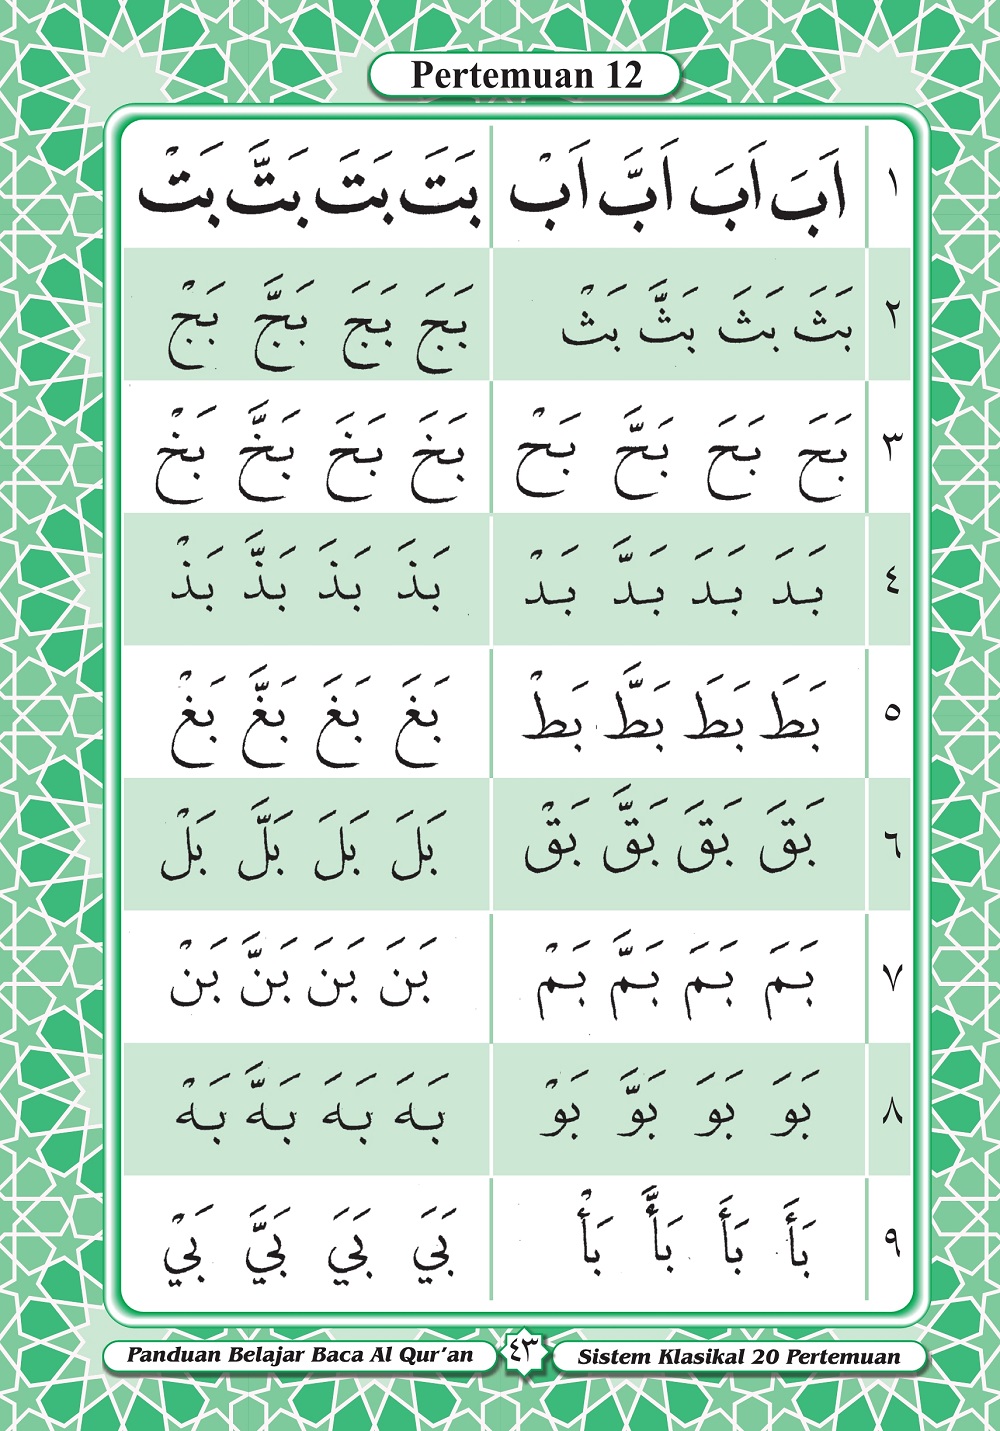 Pertemuan 12
١ اَبَ اَبَ اَبَّ اَبْ بَتَ بَتَ بَتَّ بَتْ
٢ بَثَ بَثَ بَثَّ بَثْ بَجَ بَجَ بَجَّ بَجْ
٣ بَحَ بَحَ بَحَّ بَحْ بَخَ بَخَ بَخَّ بَخْ
٤ بَدَ بَدَ بَدَّ بَدْ بَذَ بَذَ بَذَّ بَذْ
٥ بَطَ بَطَ بَطَّ بَطْ بَغَ بَغَ بَغَّ بَغْ
٦ بَقَ بَقَ بَقَّ بَقْ بَلَ بَلَ بَلَّ بَلْ
٧ بَمَ بَمَ بَمَّ بَمْ بَنَ بَنَ بَنَّ بَنْ
٨ بَوَ بَوَ بَوَّ بَوْ بَهَ بَهَ بَهَّ بَهْ
٩ بَأَ بَأَ بَأَّ بَأْ بَيَ بَيَ بَيَّ بَيْ
Panduan Belajar Baca Al Qur'an ٤٣ Sistem Klasikal 20 Pertemuan